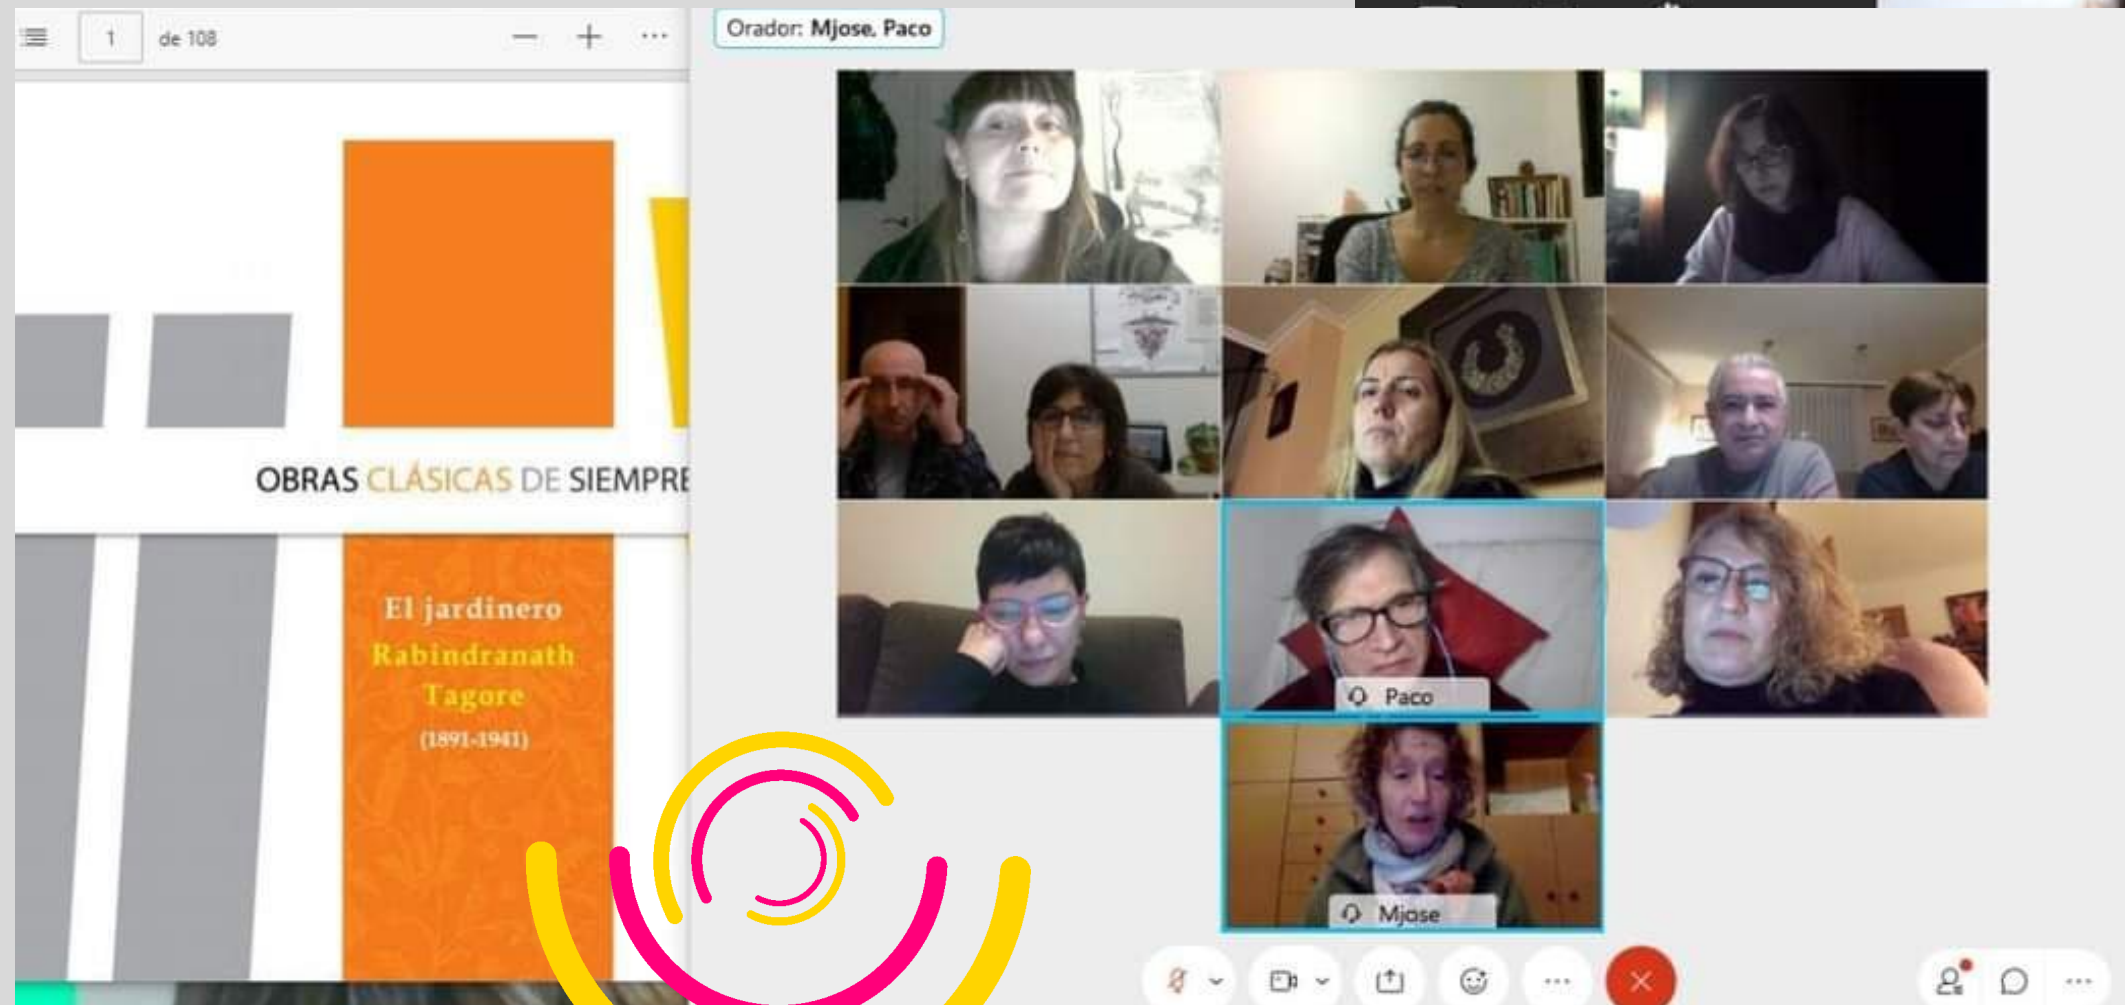 1 de 108
OBRAS CLÁSICAS DE SIEMPRE
El jardinero
Rabindranath
Tagore
(1891-1941)
Orador: Mjose, Paco
Paco
Mjose